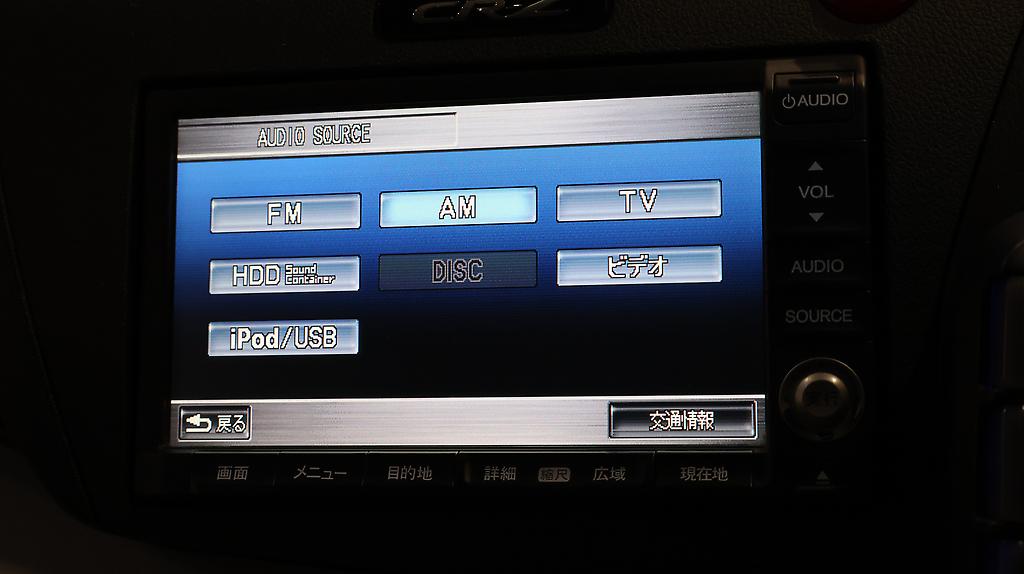 CR-Z
AUDIO SOURCE
FM
AM
TV
HDD Sound Container
DISC
ビデオ
iPod/USB
戻る
交通情報
画面
メニュー
目的地
詳細
縮尺
広域
現在地
AUDIO
VOL
AUDIO
SOURCE